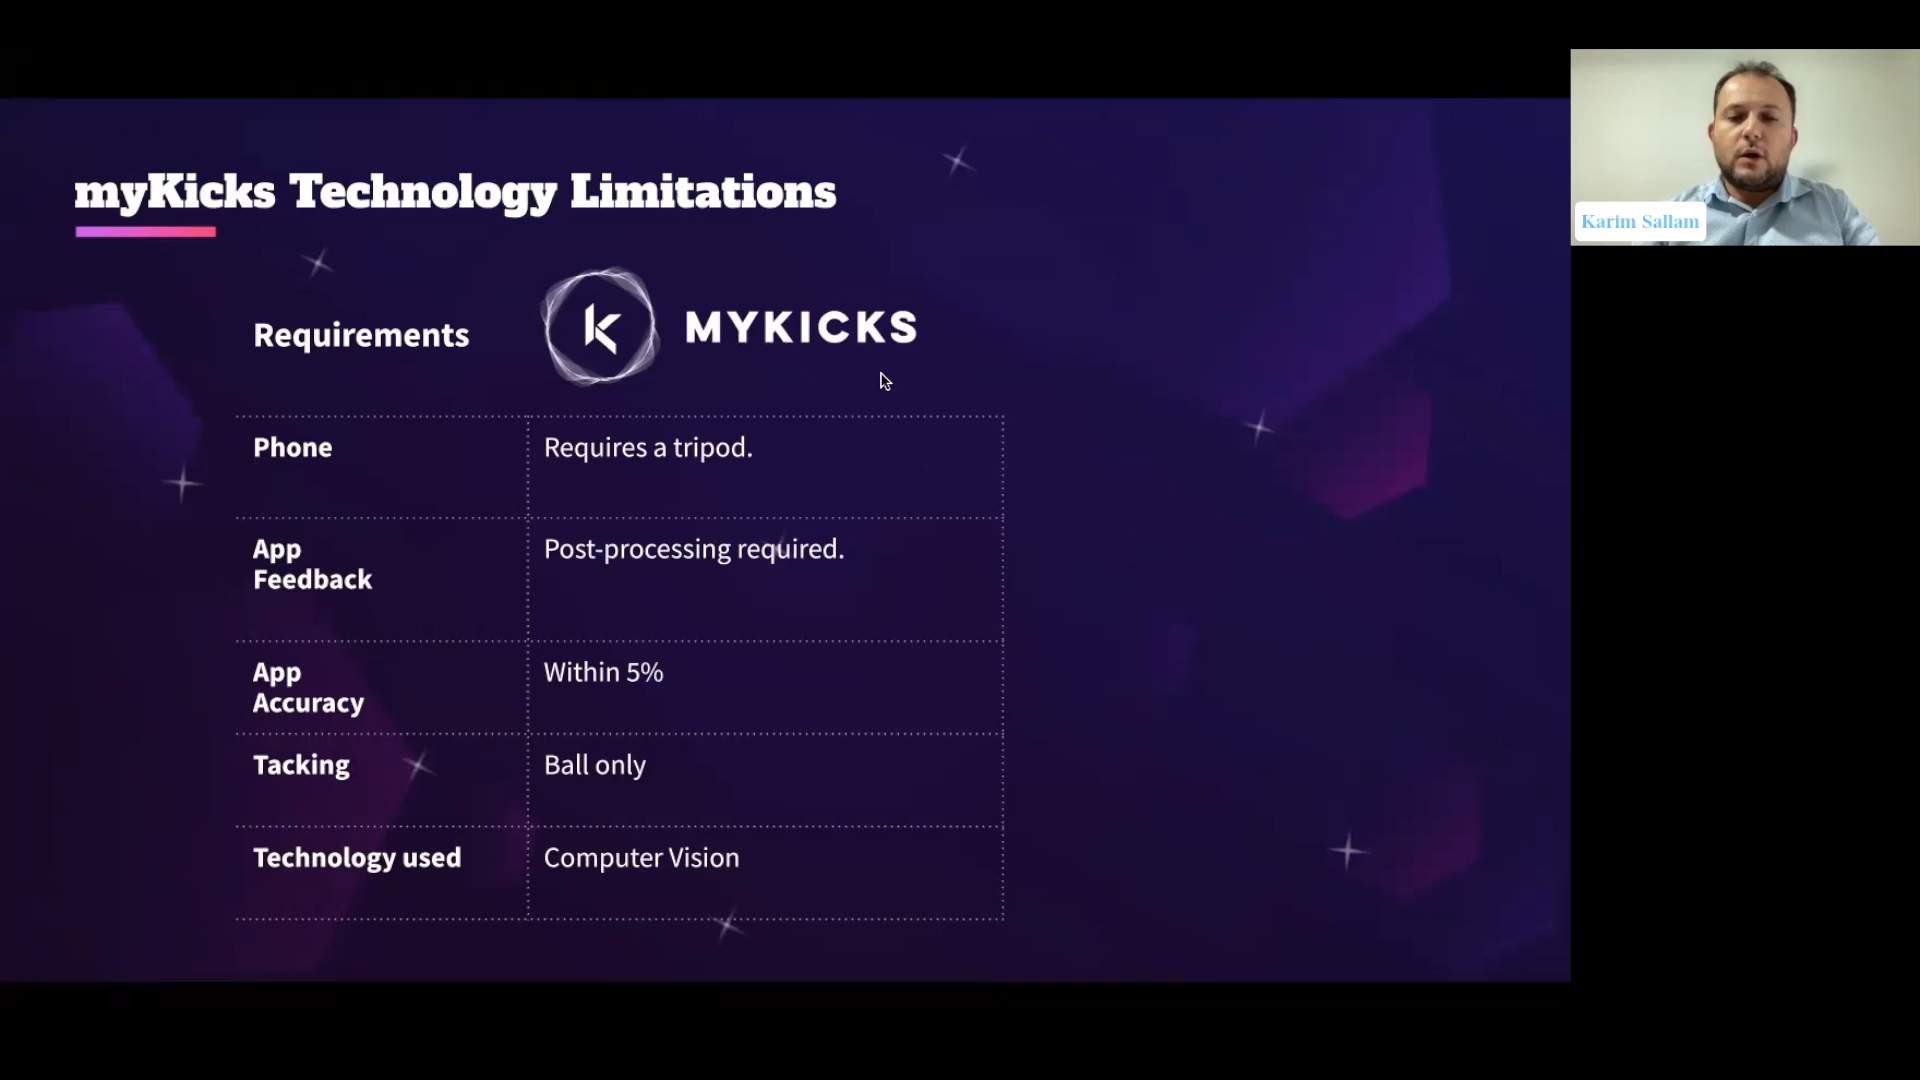 myKicks Technology Limitations
Requirements
K MYKICKS
Phone
Requires a tripod.
App
Feedback
Post-processing required.
App
Accuracy
Within 5%
Tacking
Ball only
Technology used
Computer Vision
Karim Sallam